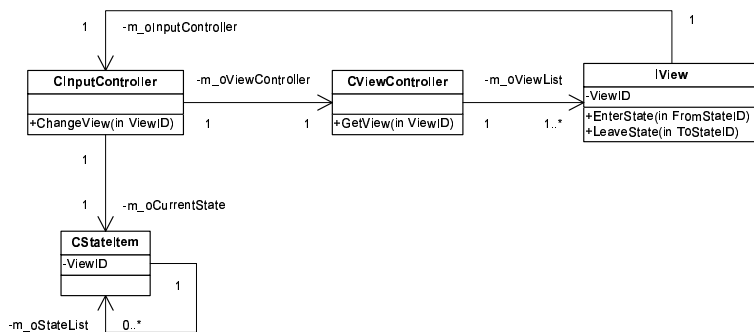 1
-m_oInputController
1
CInputController
+ChangeView(in ViewID)
-m_oViewController
1
1
CViewController
+GetView(in ViewID)
-m_oViewList
1
1..*
IView
-ViewID
+EnterState(in FromStateID)
+LeaveState(in ToStateID)
1
1
-m_oCurrentState
CStateItem
-ViewID
1
-m_oStateList
0..*